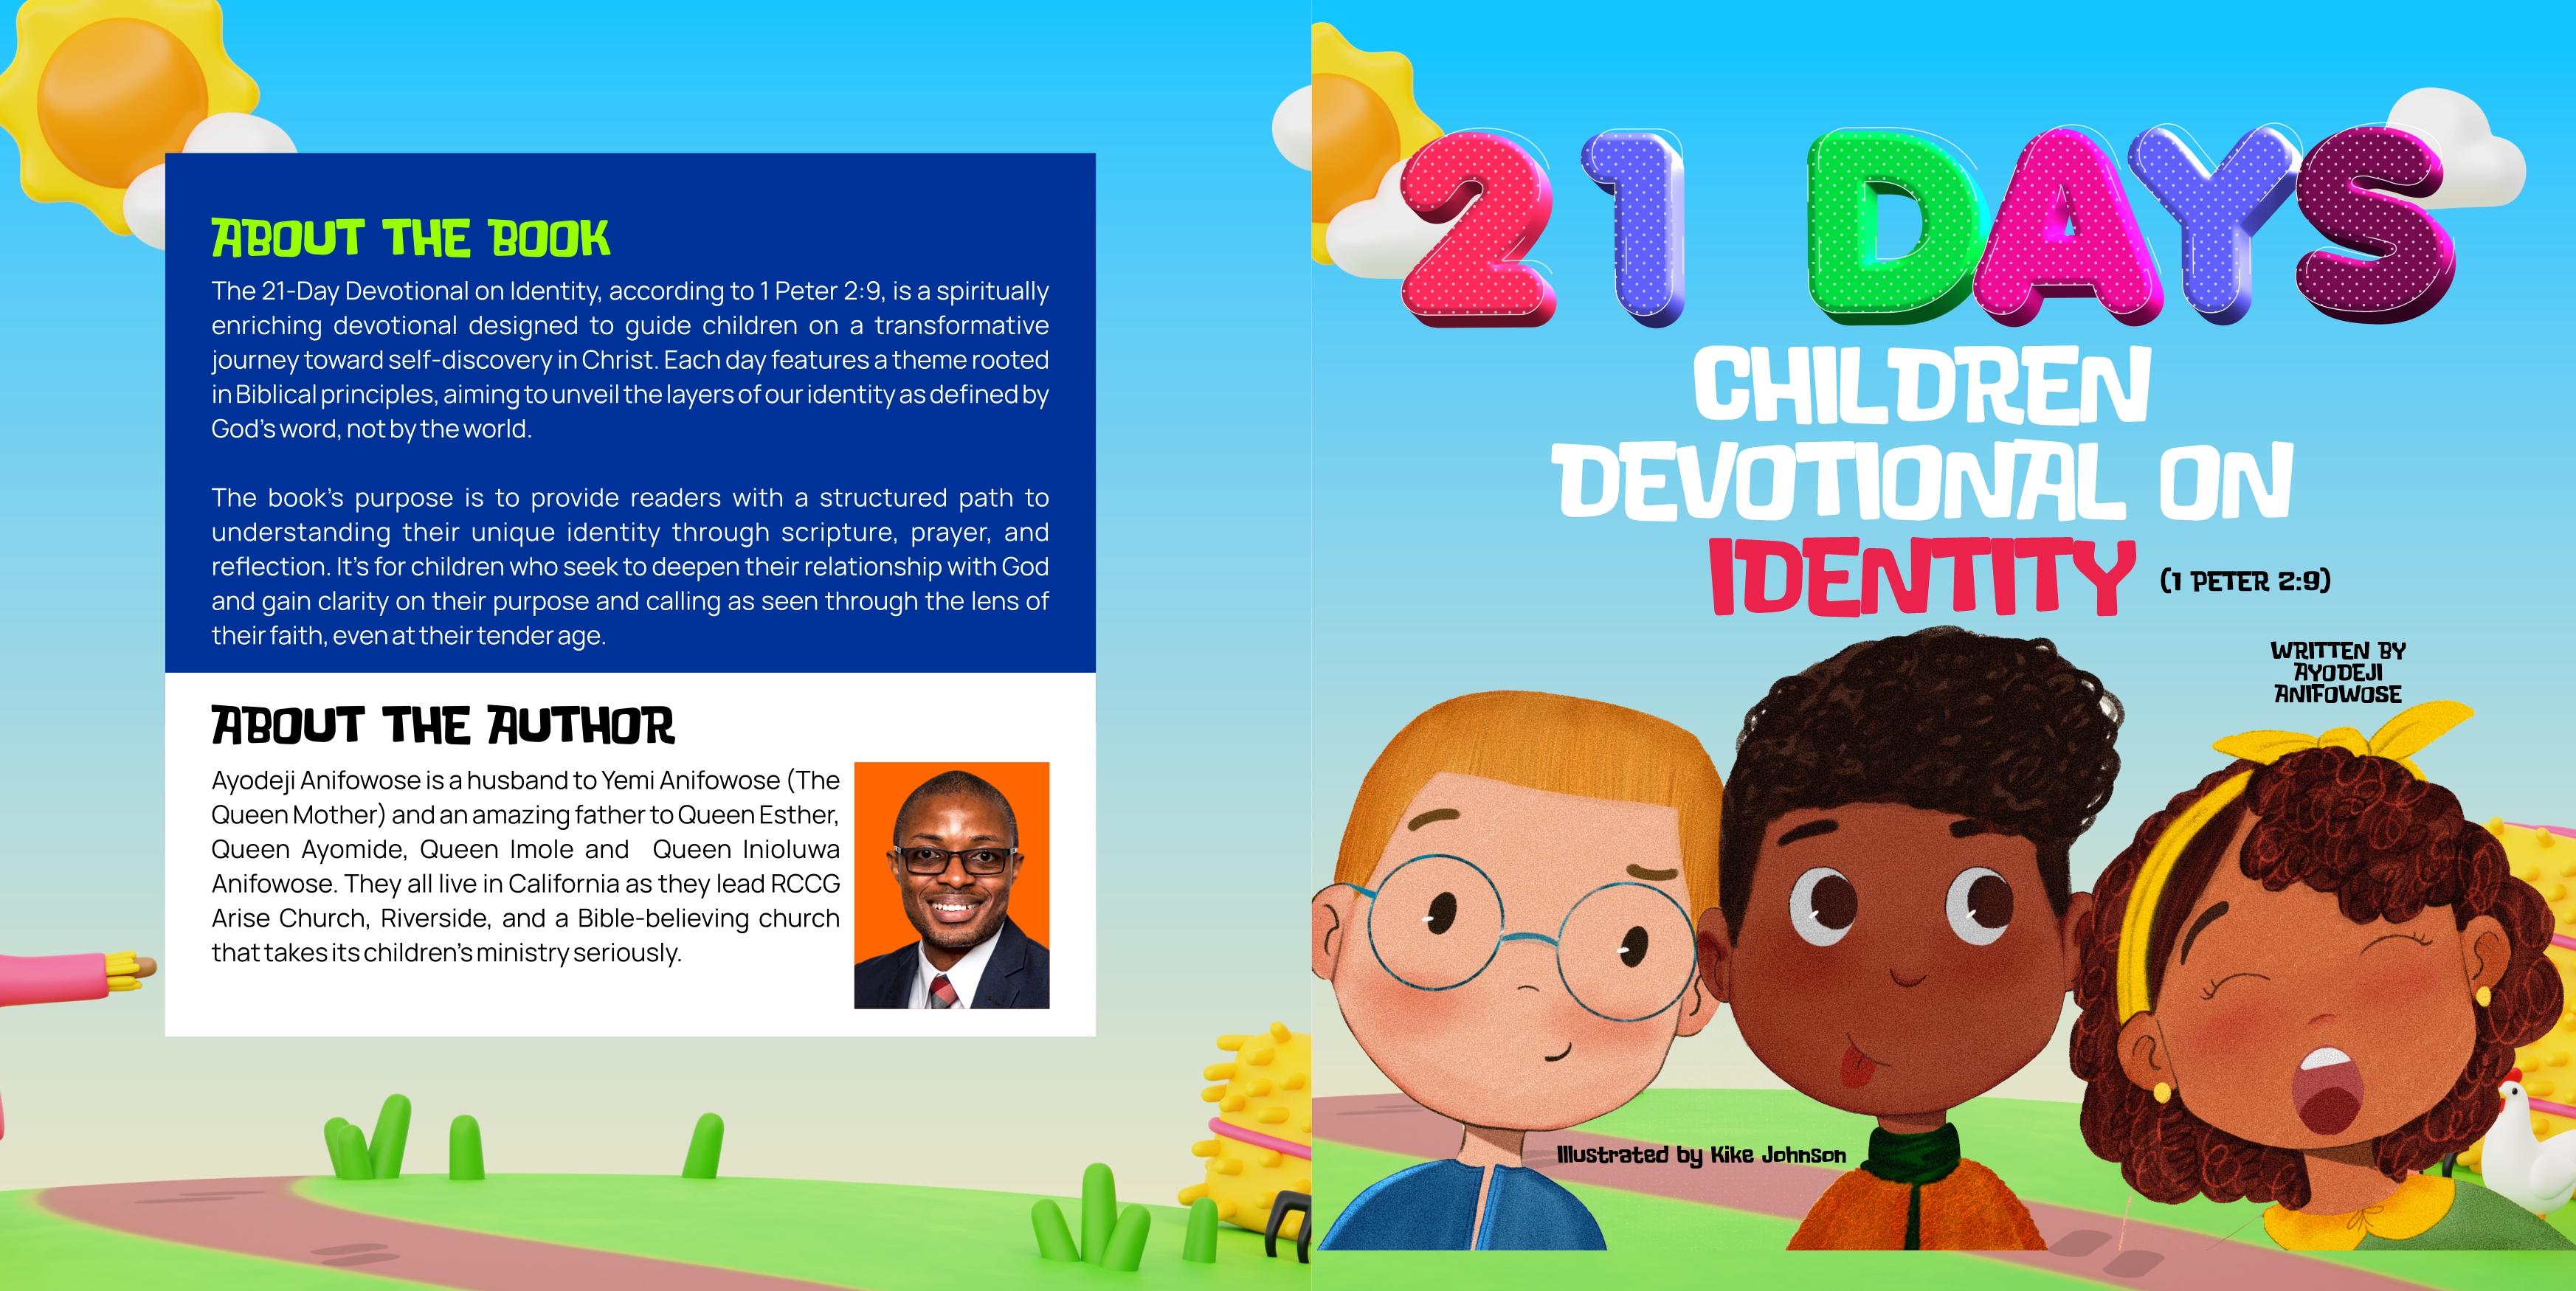 ABOUT THE BOOK
The 21-Day Devotional on Identity, according to 1 Peter 2:9, is a spiritually
enriching devotional designed to guide children on a transformative
journey toward self-discovery in Christ. Each day features a theme rooted
in Biblical principles, aiming to unveil the layers of our identity as defined by
God's word, not by the world.
The book's purpose is to provide readers with a structured path to
understanding their unique identity through scripture, prayer, and
reflection. It's for children who seek to deepen their relationship with God
and gain clarity on their purpose and calling as seen through the lens of
their faith, even at their tender age.
ABOUT THE AUTHOR
Ayodeji Anifowose is a husband to Yemi Anifowose (The
Queen Mother) and an amazing father to Queen Esther,
Queen Ayomide, Queen Imole and Queen Inioluwa
Anifowose. They all live in California as they lead RCCG
Arise Church, Riverside, and a Bible-believing church
that takes its children's ministry seriously.
21 DAYS
CHILDREN
DEVOTIONAL ON
IDENTITY (1 PETER 2:9)
WRITTEN BY
AYODEJI
ANIFOWOSE
Illustrated by Kike Johnson